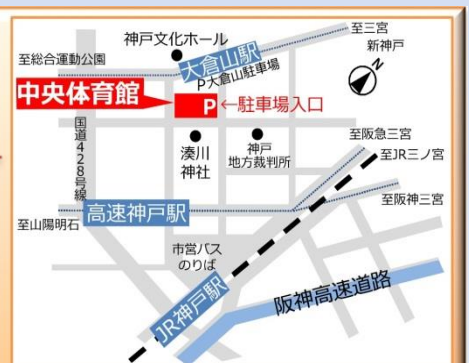 神戸文化ホール
至三宮
新神戸
N
至総合運動公園
大倉山駅
P大倉山駐車場
中央体育館
P
←駐車場入口
国道428号線
湊川
神社
神戸
地方裁判所
至阪急三宮
至JR三ノ宮
至阪神三宮
高速神戸駅
至山陽明石
市営バス
のりば
JR神戸駅
阪神高速道路